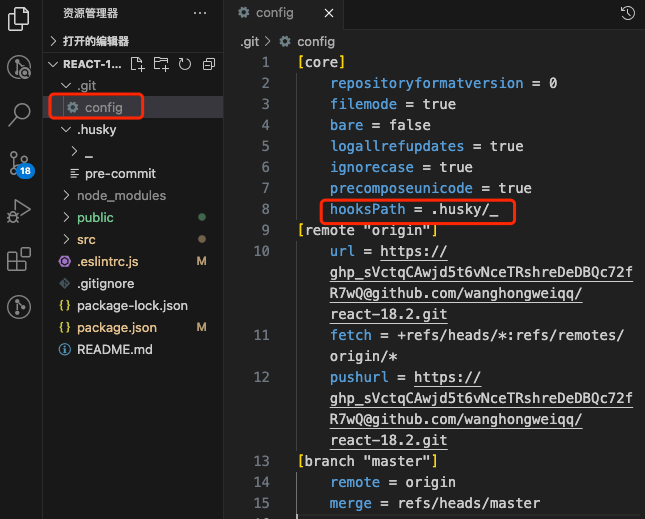 资源管理器 ···
打开的编辑器
REACT-1...
.git
config
.husky
_
pre-commit
node_modules
public
src
.eslintrc.js M
.gitignore
package-lock.json
package.json M
README.md
18
config
.git > config
1 [core]
2 repositoryformatversion = 0
3 filemode = true
4 bare = false
5 logallrefupdates = true
6 ignorecase = true
7 precomposeunicode = true
8 hooksPath = .husky/_
9 [remote "origin"]
10 url = https://
ghp_sVctqCAwjd5t6vNceTRshreDeDBQc72f
R7wQ@github.com/wanghongweiqq/
react-18.2.git
11 fetch = +refs/heads/*:refs/remotes/
origin/*
12 pushurl = https://
ghp_sVctqCAwjd5t6vNceTRshreDeDBQc72f
R7wQ@github.com/wanghongweiqq/
react-18.2.git
13 [branch "master"]
14 remote = origin
15 merge = refs/heads/master